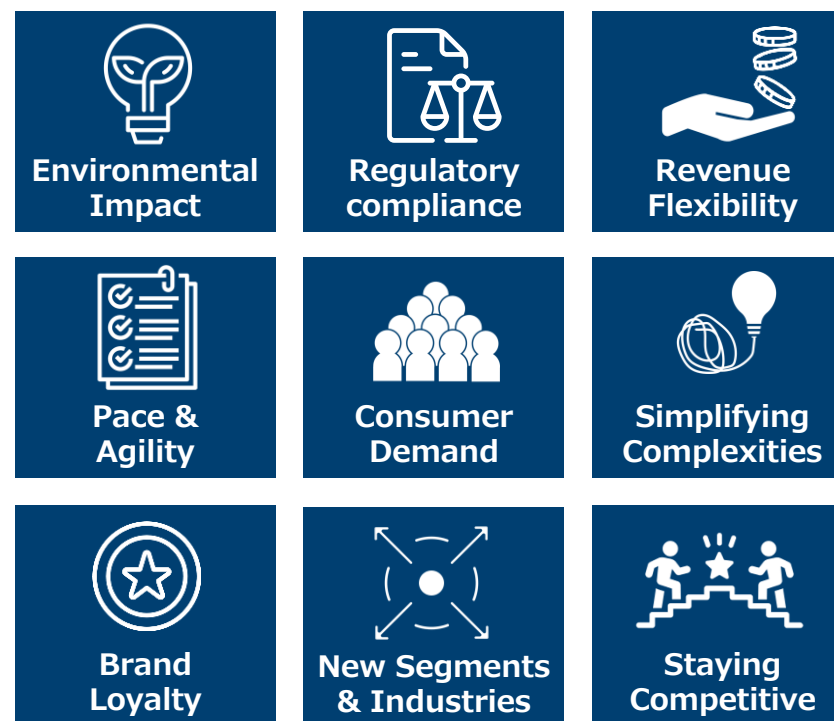 Environmental
Impact
Regulatory
compliance
Revenue
Flexibility
Pace &
Agility
Consumer
Demand
Simplifying
Complexities
Brand
Loyalty
New Segments
& Industries
Staying
Competitive